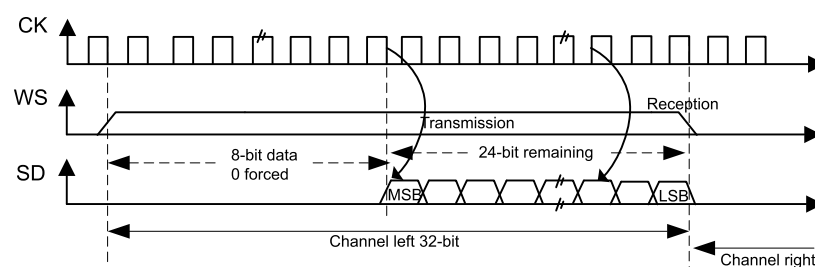 CK
WS
Reception
Transmission
8-bit data
0 forced
24-bit remaining
SD
MSB
LSB
Channel left 32-bit
Channel right